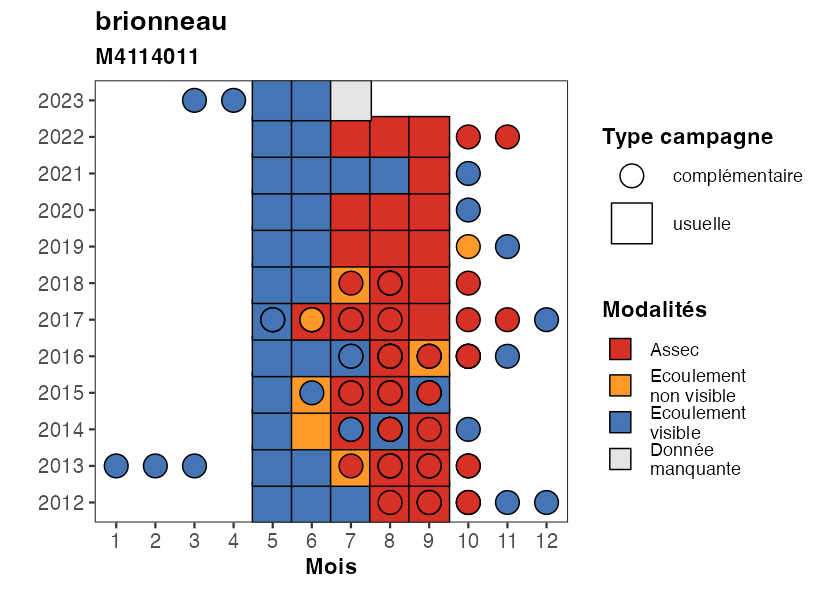 brionneau
M4114011
2023
2022
2021
2020
2019
2018
2017
2016
2015
2014
2013
2012
1 2 3 4 5 6 7 8 9 10 11 12
Mois
Type campagne
complémentaire
usuelle
Modalités
Assec
Ecoulement
non visible
Ecoulement
visible
Donnée
manquante